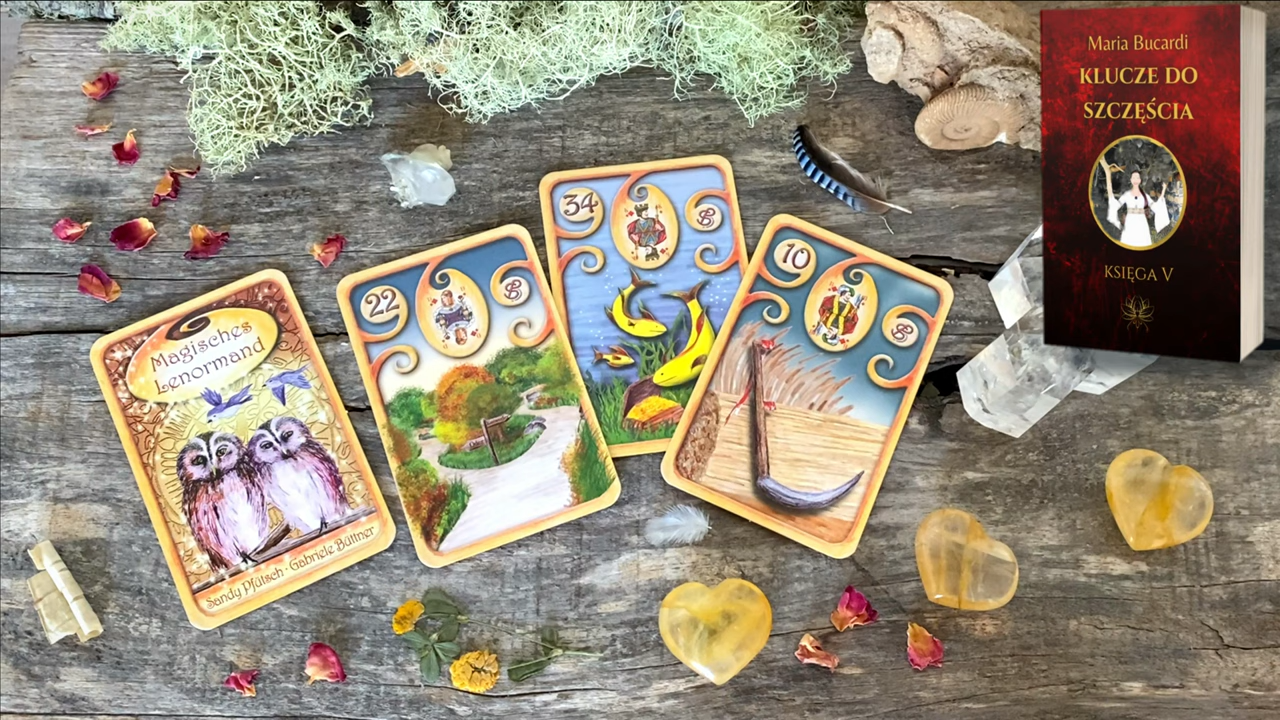 Magisches
Lenormand
Sandy Pfütsch · Gabriele Büttner
22
34
10
Maria Bucardi
KLUCZE DO
SZCZĘŚCIA
KSIĘGA V